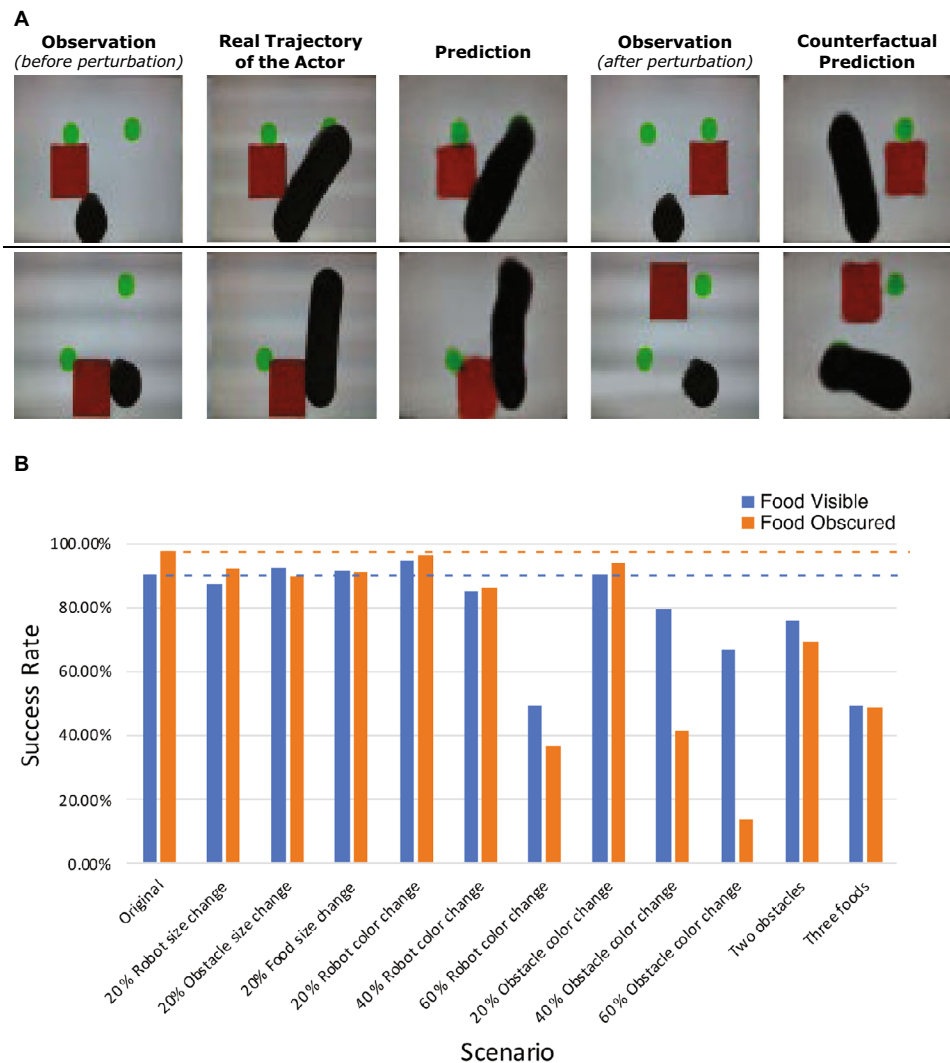 A
Observation
(before perturbation)
Real Trajectory
of the Actor
Prediction
Observation
(after perturbation)
Counterfactual
Prediction
B
Food Visible
Food Obscured
100.00%
80.00%
60.00%
40.00%
20.00%
0.00%
Success Rate
Original
20% Robot size change
20% Obstacle size change
20% Food size change
20% Robot color change
40% Robot color change
60% Robot color change
20% Obstacle color change
40% Obstacle color change
60% Obstacle color change
Two obstacles
Three foods
Scenario